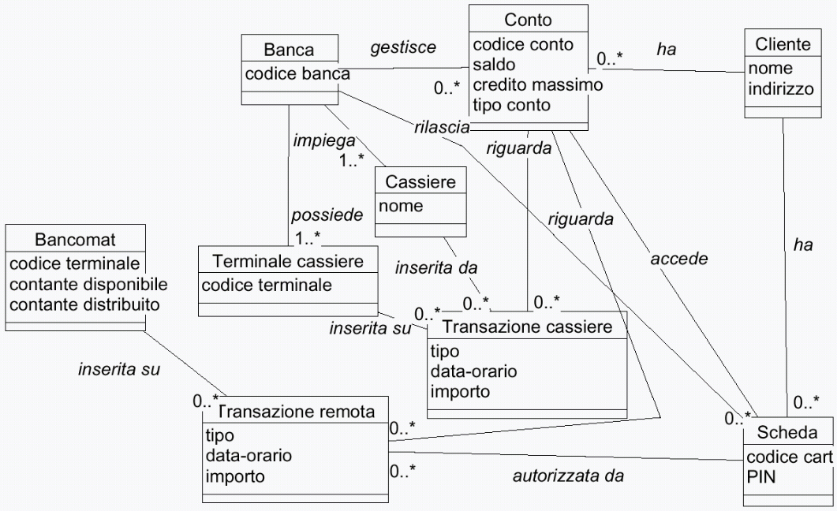 Conto
codice conto
saldo
credito massimo
tipo conto
Banca
codice banca
gestisce
0..*
0..*
ha
Cliente
nome
indirizzo
rilascia
impiega
1..*
riguarda
Cassiere
nome
possiede
1..*
riguarda
Bancomat
codice terminale
contante disponibile
contante distribuito
Terminale cassiere
codice terminale
inserita da
accede
ha
0..*
0..*
0..*
inserita su
Transazione cassiere
tipo
data-orario
importo
inserita su
0..*
Transazione remota
tipo
data-orario
importo
0..*
0..*
autorizzata da
0..*
0..*
Scheda
codice cart
PIN